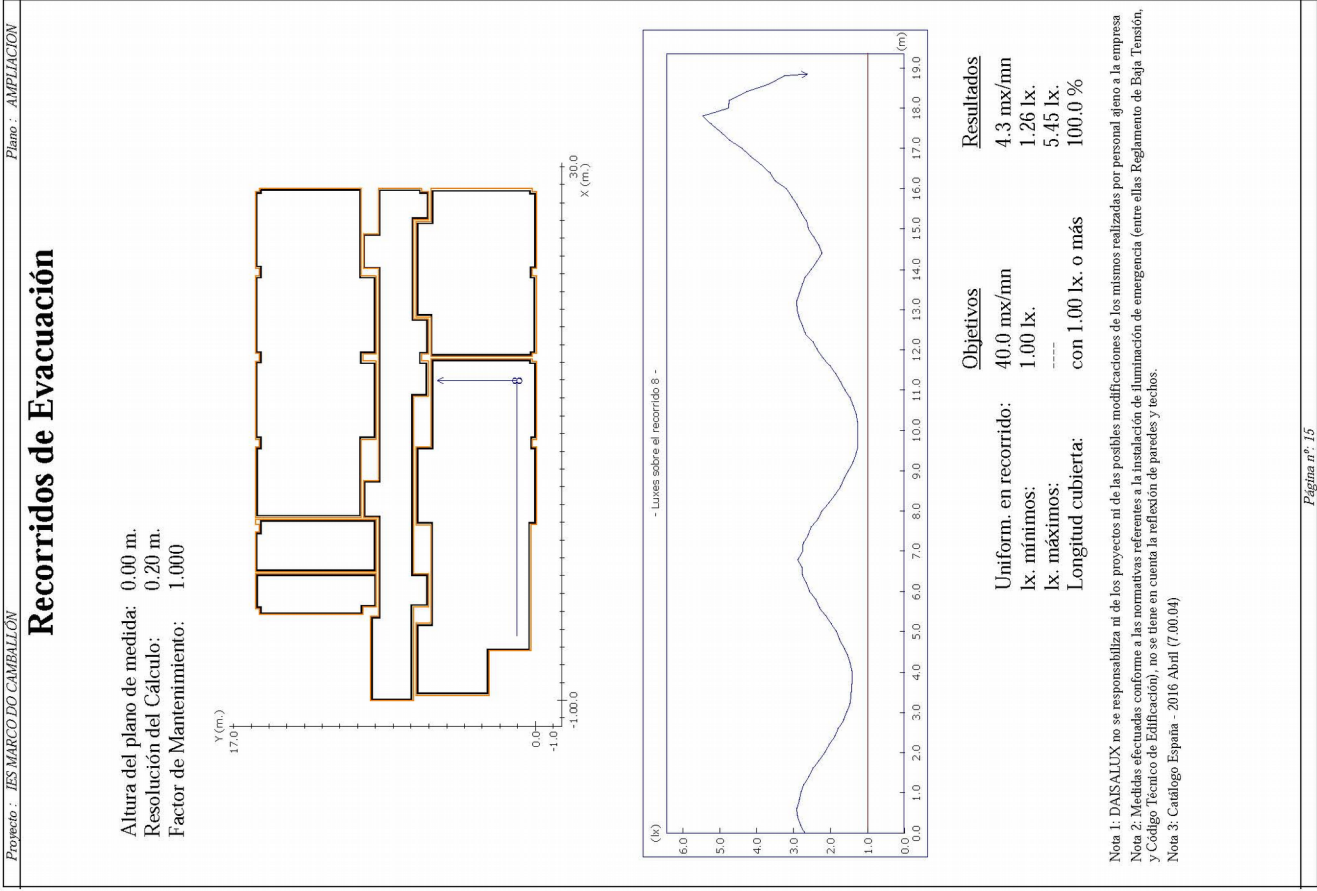 Proyecto : IES MARCO DO CAMBALLÓN
Plano : AMPLIACION
Recorridos de Evacuación
Altura del plano de medida: 0.00 m.
Resolución del Cálculo: 0.20 m.
Factor de Mantenimiento: 1.000
Y (m.)
17.0
0.0
-1.0
-1.00.0
30.0
X (m.)
8
- Luxes sobre el recorrido 8 -
(lx)
6.0
5.0
4.0
3.0
2.0
1.0
0.0
0.0 1.0 2.0 3.0 4.0 5.0 6.0 7.0 8.0 9.0 10.0 11.0 12.0 13.0 14.0 15.0 16.0 17.0 18.0 19.0
(m)
Objetivos Resultados
Uniform. en recorrido: 40.0 mx/mn 4.3 mx/mn
lx. mínimos: 1.00 lx. 1.26 lx.
lx. máximos: ---- 5.45 lx.
Longitud cubierta: con 1.00 lx. o más 100.0 %
Nota 1: DAISALUX no se responsabiliza ni de los proyectos ni de las posibles modificaciones de los mismos realizadas por personal ajeno a la empresa
Nota 2: Medidas efectuadas conforme a las normativas referentes a la instalación de iluminación de emergencia (entre ellas Reglamento de Baja Tensión,
y Código Técnico de Edificación), no se tiene en cuenta la reflexión de paredes y techos.
Nota 3: Catálogo España - 2016 Abril (7.00.04)
Página nº: 15